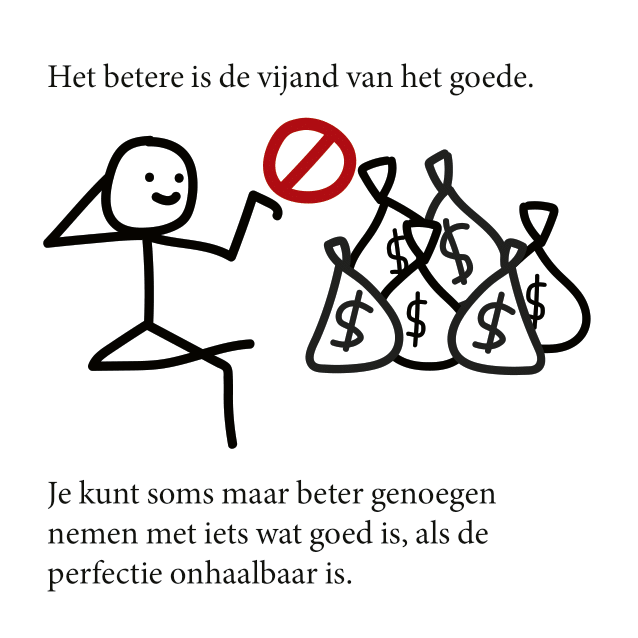 Het betere is de vijand van het goede.
$ $
$ $ $ $
Je kunt soms maar beter genoegen
nemen met iets wat goed is, als de
perfectie onhaalbaar is.